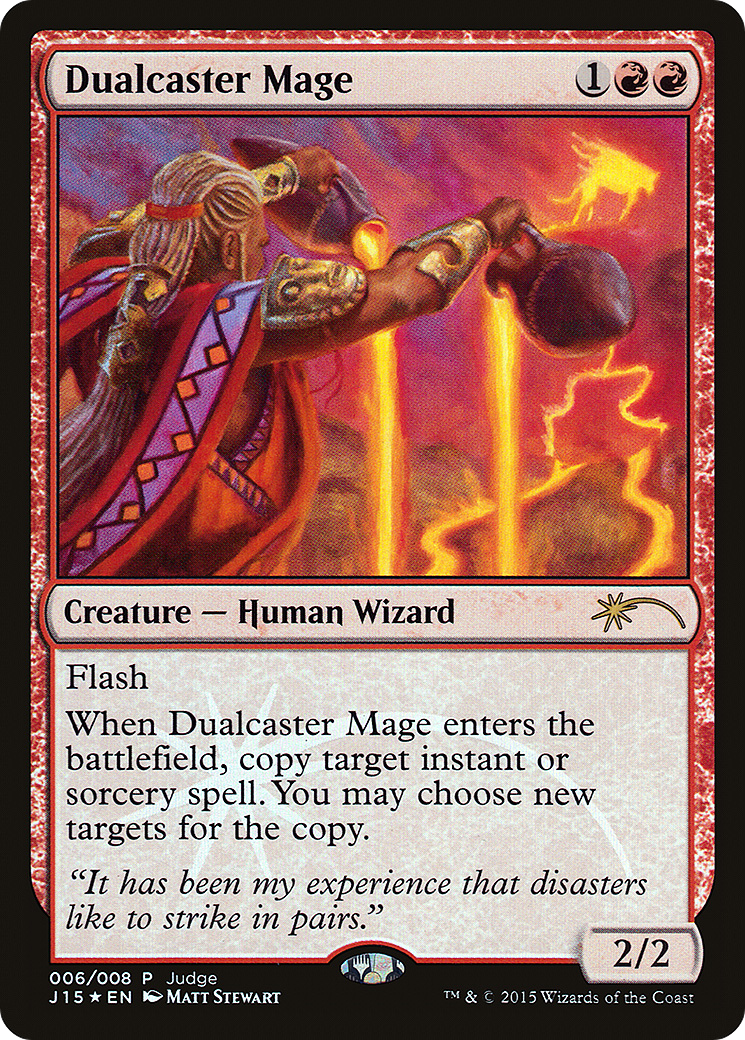 Dualcaster Mage 1
Creature — Human Wizard
Flash
When Dualcaster Mage enters the
battlefield, copy target instant or
sorcery spell. You may choose new
targets for the copy.
“It has been my experience that disasters
like to strike in pairs.”
2/2
006/008 P Judge
J15★EN Matt Stewart
™ & © 2015 Wizards of the Coast